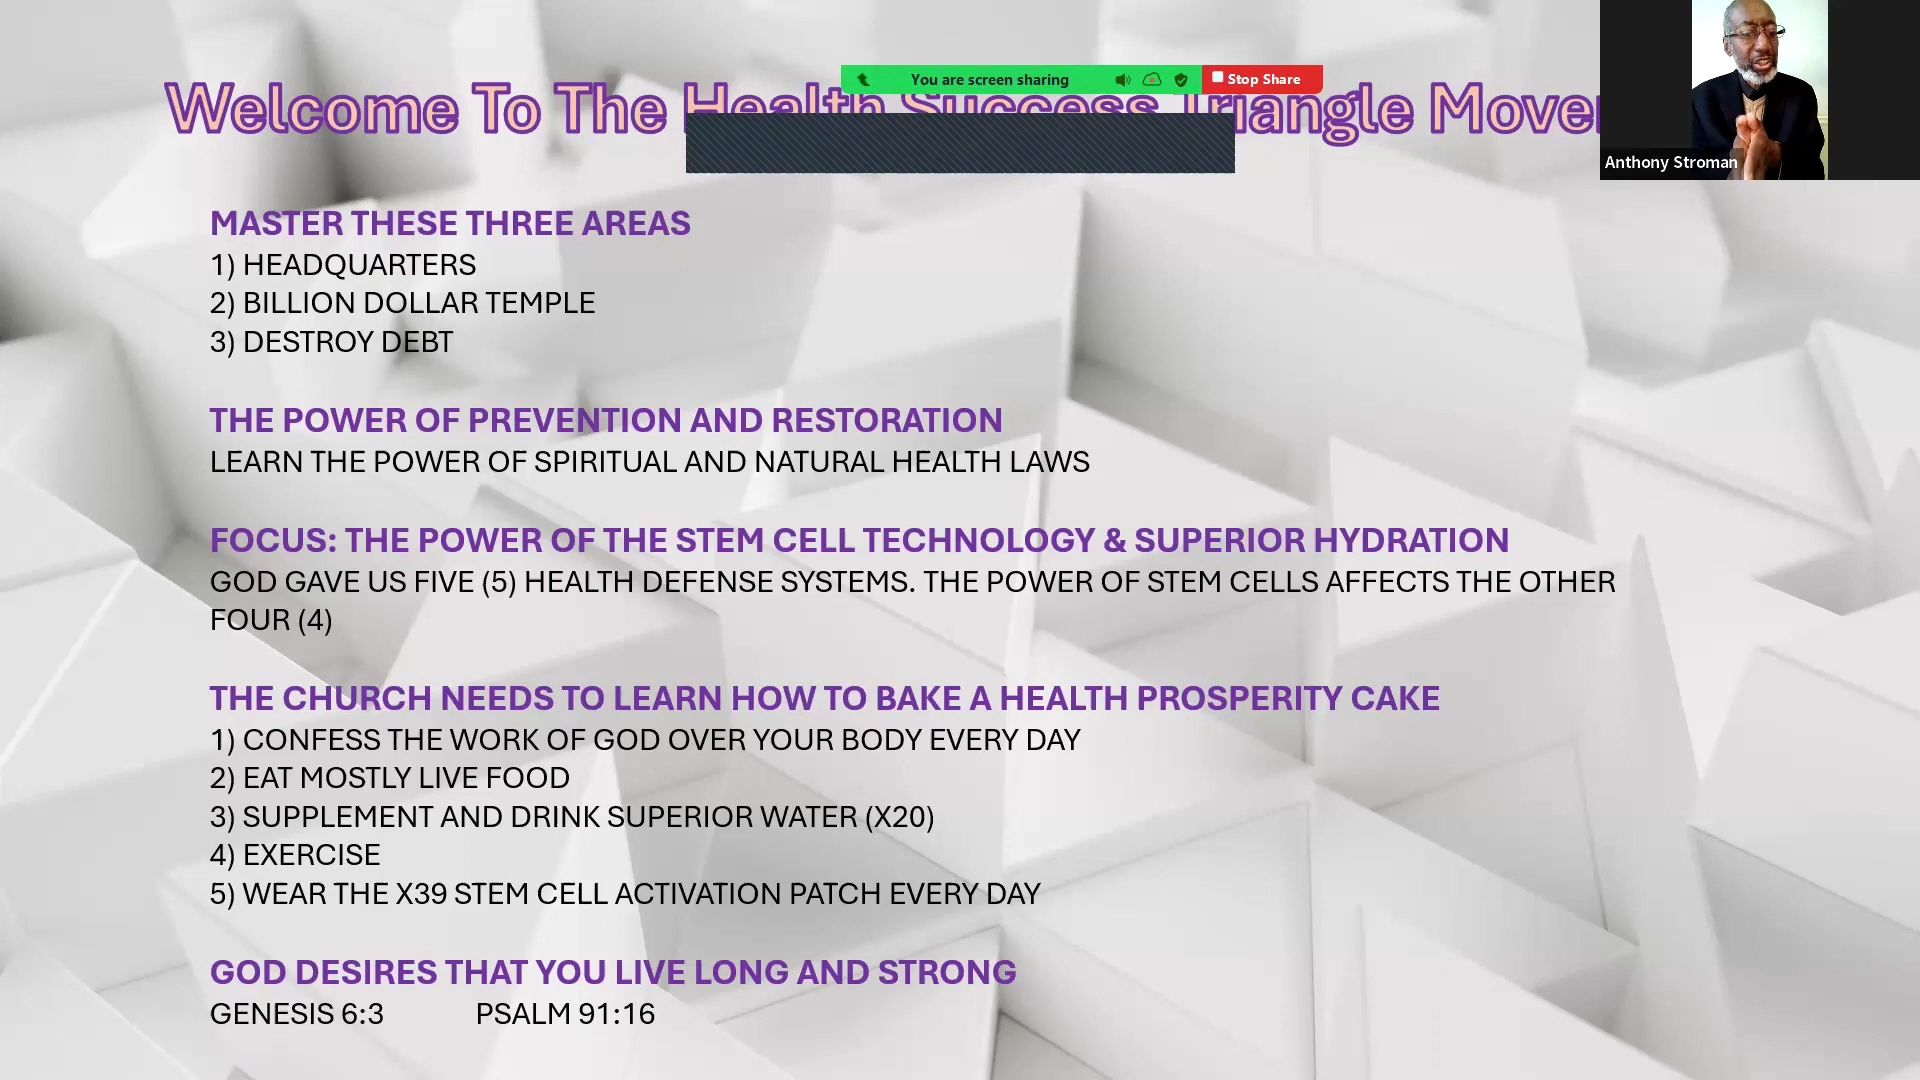 You are screen sharing Stop Share
Welcome To The Health Success Triangle
Anthony Stroman
MASTER THESE THREE AREAS
1) HEADQUARTERS
2) BILLION DOLLAR TEMPLE
3) DESTROY DEBT
THE POWER OF PREVENTION AND RESTORATION
LEARN THE POWER OF SPIRITUAL AND NATURAL HEALTH LAWS
FOCUS: THE POWER OF THE STEM CELL TECHNOLOGY & SUPERIOR HYDRATION
GOD GAVE US FIVE (5) HEALTH DEFENSE SYSTEMS. THE POWER OF STEM CELLS AFFECTS THE OTHER
FOUR (4)
THE CHURCH NEEDS TO LEARN HOW TO BAKE A HEALTH PROSPERITY CAKE
1) CONFESS THE WORK OF GOD OVER YOUR BODY EVERY DAY
2) EAT MOSTLY LIVE FOOD
3) SUPPLEMENT AND DRINK SUPERIOR WATER (X20)
4) EXERCISE
5) WEAR THE X39 STEM CELL ACTIVATION PATCH EVERY DAY
GOD DESIRES THAT YOU LIVE LONG AND STRONG
GENESIS 6:3 PSALM 91:16